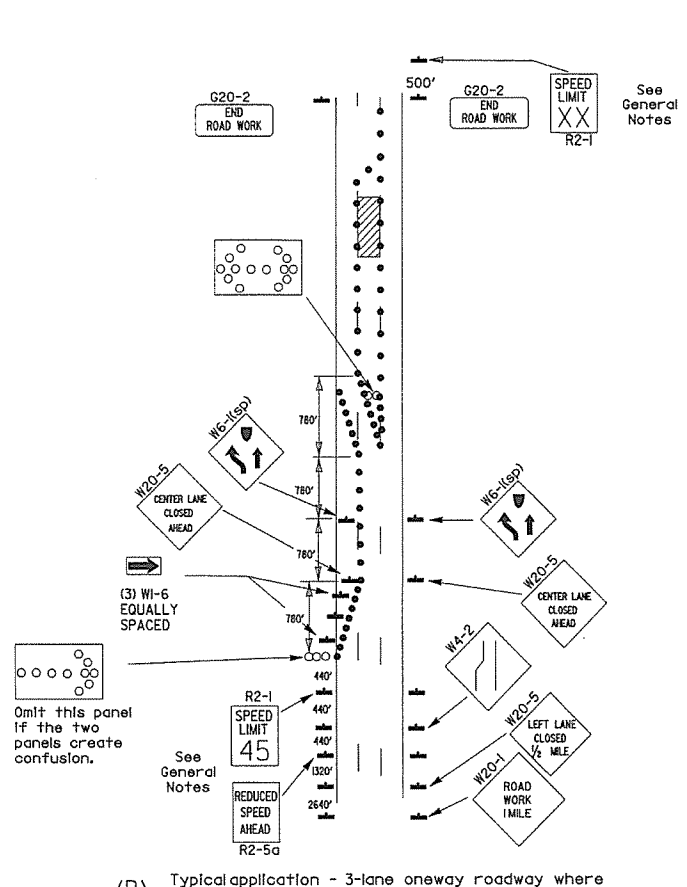 500'
G20-2
END
ROAD WORK
G20-2
END
ROAD WORK
SPEED
LIMIT
XX
R2-1
See
General
Notes
780'
W6-1(sp)
780'
W20-5
CENTER LANE
CLOSED
AHEAD
W6-1(sp)
780'
W20-5
CENTER LANE
CLOSED
AHEAD
(3) W1-6
EQUALLY
SPACED
780'
W4-2
Omit this panel
if the two
panels create
confusion.
440'
R2-1
SPEED
LIMIT
45
440'
440'
See
General
Notes
1320'
W20-5
LEFT LANE
CLOSED
1/2 MILE
REDUCED
SPEED
AHEAD
R2-5a
2640'
W20-1
ROAD
WORK
1 MILE
(B) Typical application - 3-lane oneway roadway where